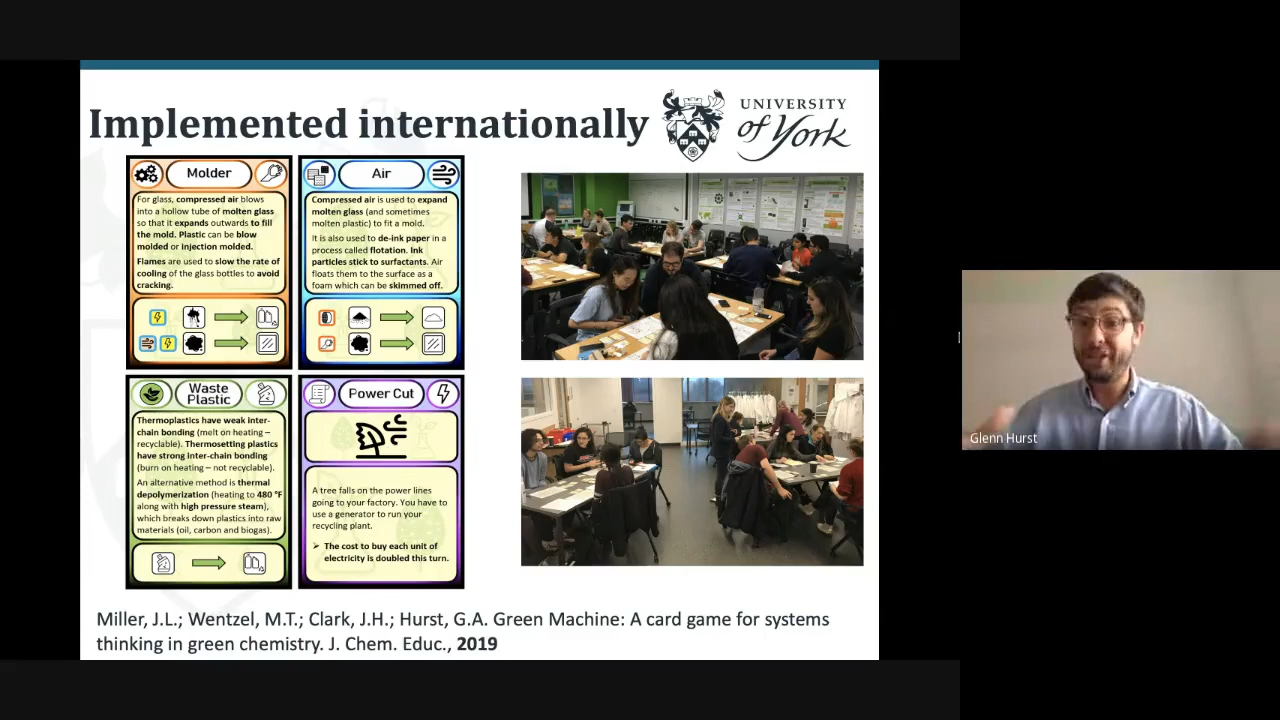 Implemented internationally
UNIVERSITY
of York
Molder
For glass, compressed air blows
into a hollow tube of molten glass
so that it expands outwards to fill
the mold. Plastic can be blow
molded or injection molded.
Flames are used to slow the rate of
cooling of the glass bottles to avoid
cracking.
Air
Compressed air is used to expand
molten glass (and sometimes
molten plastic) to fit a mold.
It is also used to de-ink paper in a
process called flotation. Ink
particles stick to surfactants. Air
floats them to the surface as a
foam which can be skimmed off.
Waste
Plastic
Thermoplastics have weak inter-
chain bonding (melt on heating –
recyclable). Thermosetting plastics
have strong inter-chain bonding
(burn on heating – not recyclable).
An alternative method is thermal
depolymerization (heating to 480 °F
along with high pressure steam),
which breaks down plastics into raw
materials (oil, carbon and biogas).
Power Cut
A tree falls on the power lines
going to your factory. You have to
use a generator to run your
recycling plant.
➢ The cost to buy each unit of
electricity is doubled this turn.
Miller, J.L.; Wentzel, M.T.; Clark, J.H.; Hurst, G.A. Green Machine: A card game for systems
thinking in green chemistry. J. Chem. Educ., 2019
Glenn Hurst